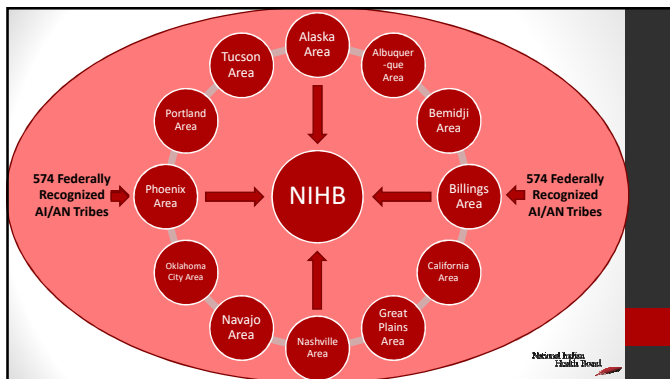 Alaska
Area
Tucson
Area
Albuquer
-que
Area
Portland
Area
Bemidji
Area
574 Federally
Recognized
AI/AN Tribes
Phoenix
Area
NIHB
Billings
Area
574 Federally
Recognized
AI/AN Tribes
Oklahoma
City Area
California
Area
Navajo
Area
Great
Plains
Area
Nashville
Area
National Indian
Health Board